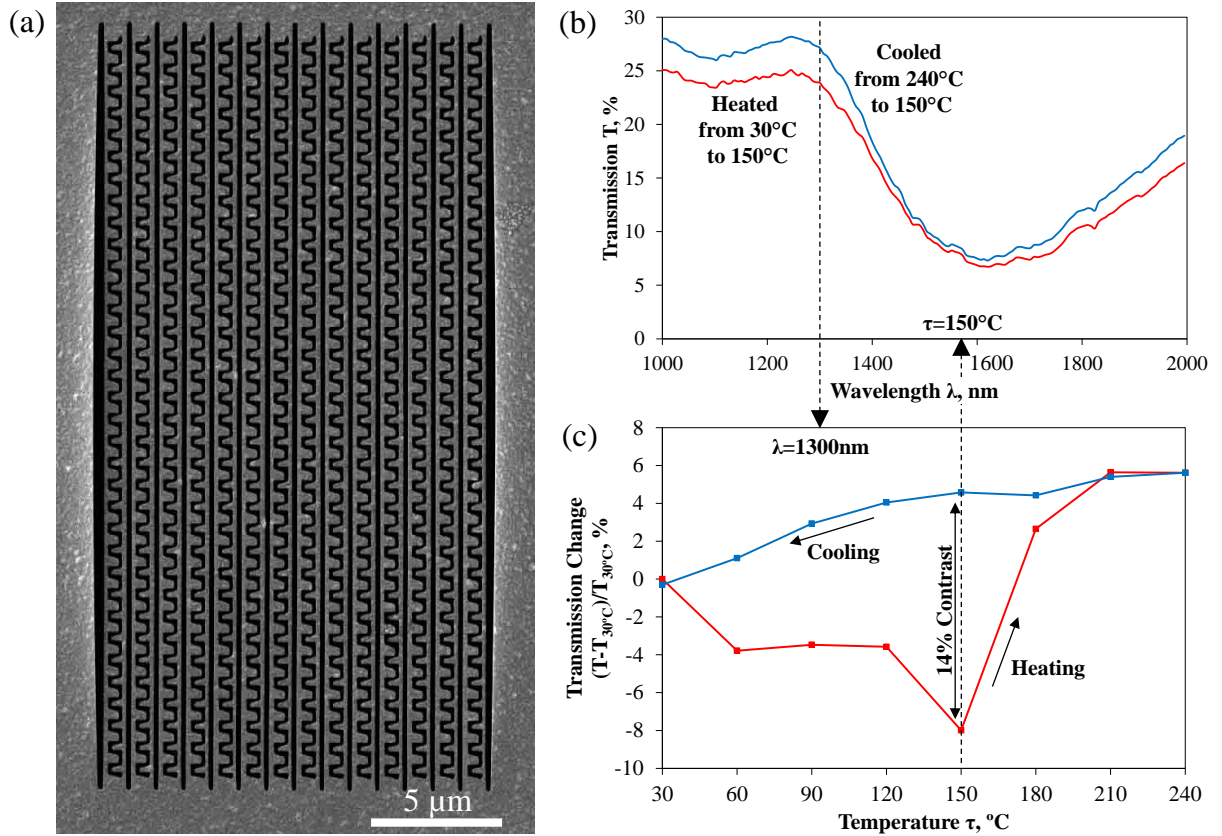 (a)
5 µm
(b)
30
25
20
15
10
5
0
Transmission T, %
Cooled
from 240°C
to 150°C
Heated
from 30°C
to 150°C
τ=150°C
1000 1200 1400 1600 1800 2000
Wavelength λ, nm
(c)
λ=1300nm
8
6
4
2
0
-2
-4
-6
-8
-10
Transmission Change
(T-T30°C)/T30°C, %
Cooling
14% Contrast
Heating
30 60 90 120 150 180 210 240
Temperature τ, ºC